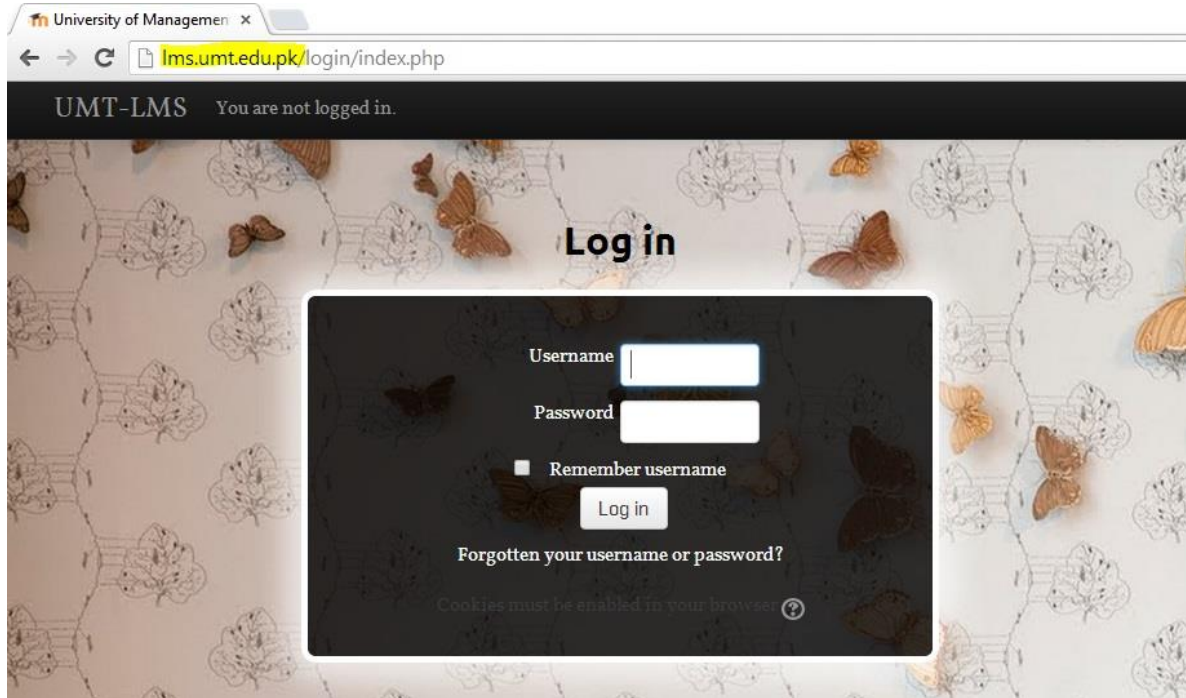 University of Managemen
lms.umt.edu.pk/login/index.php
UMT-LMS You are not logged in.
Log in
Username
Password
Remember username
Log in
Forgotten your username or password?
Cookies must be enabled in your browser